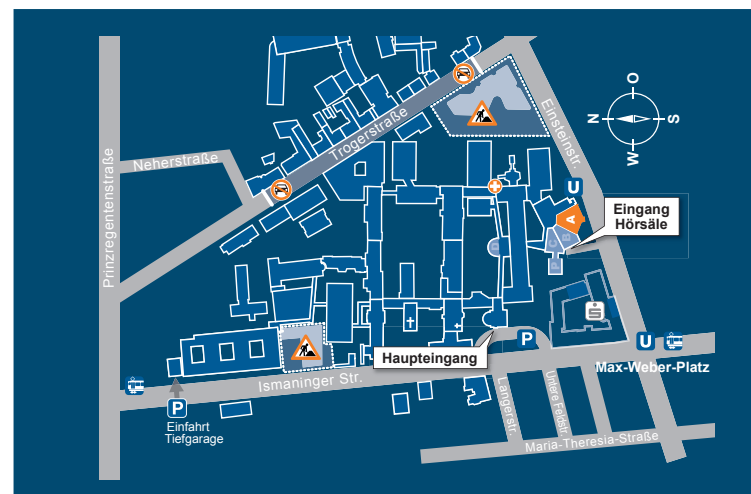 O
N
S
W
Einsteinstr.
Trogerstraße
Neherstraße
Prinzregentenstraße
U
A
B
C
D
P
Eingang
Hörsäle
S
P
U
Haupteingang
Max-Weber-Platz
Ismaninger Str.
P
Einfahrt
Tiefgarage
Langerstr.
Untere Feldstr.
Maria-Theresia-Straße